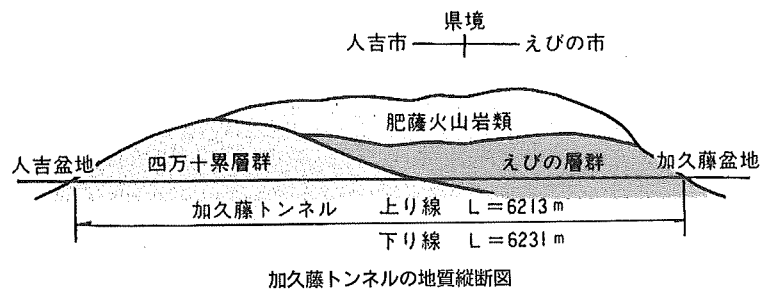 県境
人吉市 えびの市
肥薩火山岩類
人吉盆地 四万十累層群 えびの層群 加久藤盆地
加久藤トンネル 上り線 L=6213m
下り線 L=6231m
加久藤トンネルの地質縦断図